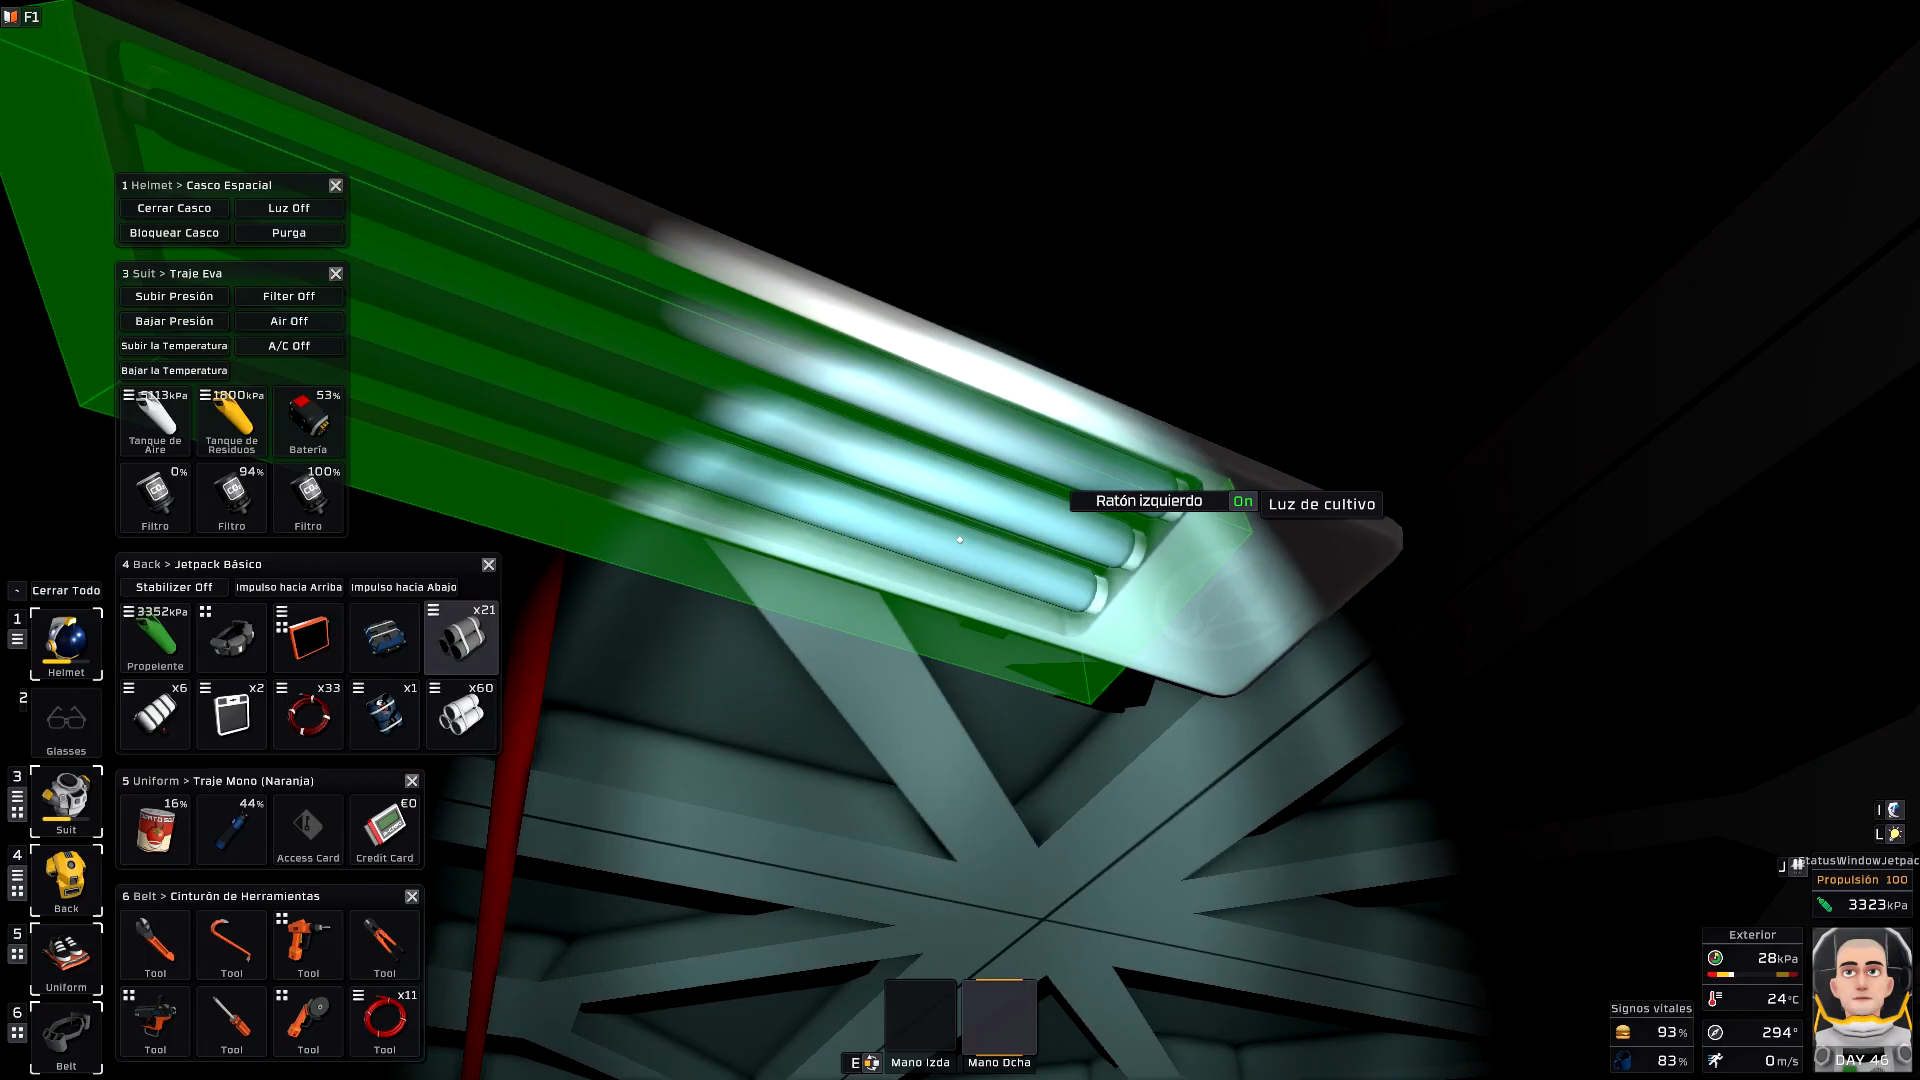 F1
1 Helmet > Casco Espacial
Cerrar Casco
Luz Off
Bloquear Casco
Purga
3 Suit > Traje Eva
Subir Presión
Filter Off
Bajar Presión
Air Off
Subir la Temperatura
A/C Off
Bajar la Temperatura
5113kPa
1800kPa
53%
Tanque de Aire
Tanque de Residuos
Batería
0%
94%
100%
CO₂
CO₂
CO₂
Filtro
Filtro
Filtro
Ratón izquierdo
On
Luz de cultivo
4 Back > Jetpack Básico
Stabilizer Off
Impulso hacia Arriba
Impulso hacia Abajo
3352kPa
x21
Propelente
x6
x2
x33
x1
x60
5 Uniform > Traje Mono (Naranja)
16%
44%
€0
Access Card
Credit Card
6 Belt > Cinturón de Herramientas
Tool
Tool
Tool
Tool
x11
Tool
Tool
Tool
Tool
~
Cerrar Todo
1
Helmet
2
Glasses
3
Suit
4
Back
5
Uniform
6
Belt
E
Mano Izda
Mano Dcha
I
L
J
StatusWindowJetpac
Propulsión 100
3323kPa
Exterior
28kPa
24°C
Signos vitales
93%
294°
83%
0m/s
DAY 46